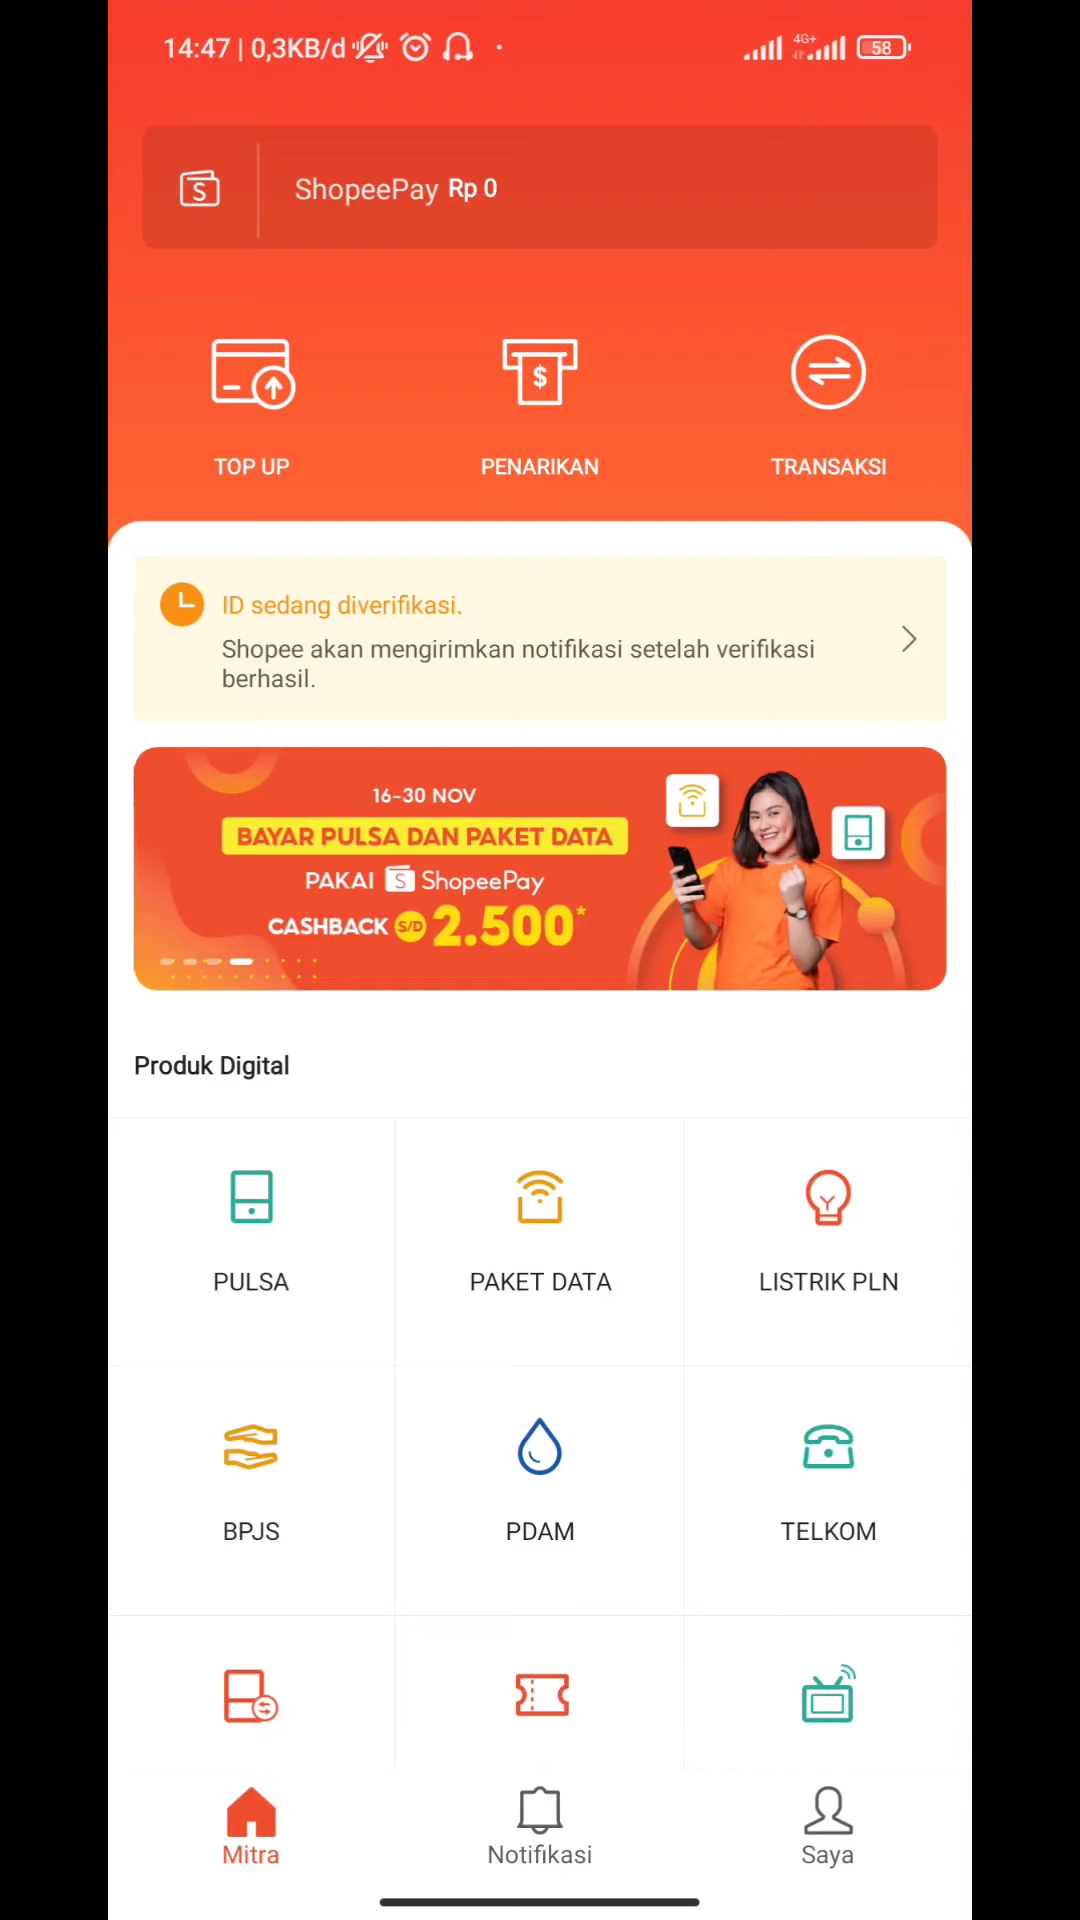 14:47 | 0,3KB/d
4G+
58
S
ShopeePay Rp 0
$
TOP UP
PENARIKAN
TRANSAKSI
ID sedang diverifikasi.
Shopee akan mengirimkan notifikasi setelah verifikasi
berhasil.
16-30 NOV
BAYAR PULSA DAN PAKET DATA
PAKAI S ShopeePay
CASHBACK S/D 2.500*
Produk Digital
PULSA
PAKET DATA
LISTRIK PLN
BPJS
PDAM
TELKOM
Mitra
Notifikasi
Saya